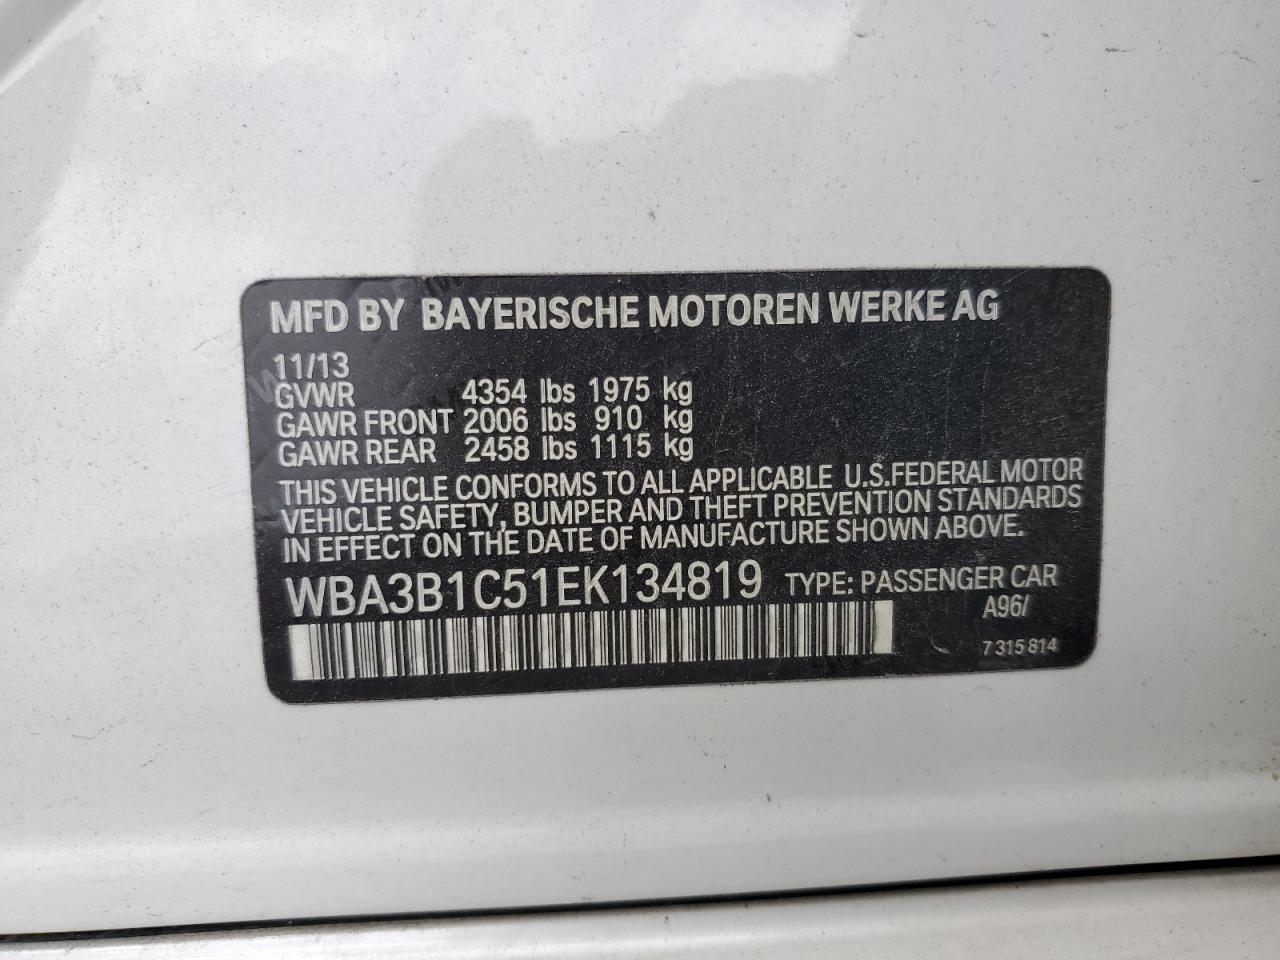 MFD BY BAYERISCHE MOTOREN WERKE AG
11/13
GVWR 4354 lbs 1975 kg
GAWR FRONT 2006 lbs 910 kg
GAWR REAR 2458 lbs 1115 kg
THIS VEHICLE CONFORMS TO ALL APPLICABLE U.S.FEDERAL MOTOR
VEHICLE SAFETY, BUMPER AND THEFT PREVENTION STANDARDS
IN EFFECT ON THE DATE OF MANUFACTURE SHOWN ABOVE.
WBA3B1C51EK134819 TYPE: PASSENGER CAR
A96/
7 315 814